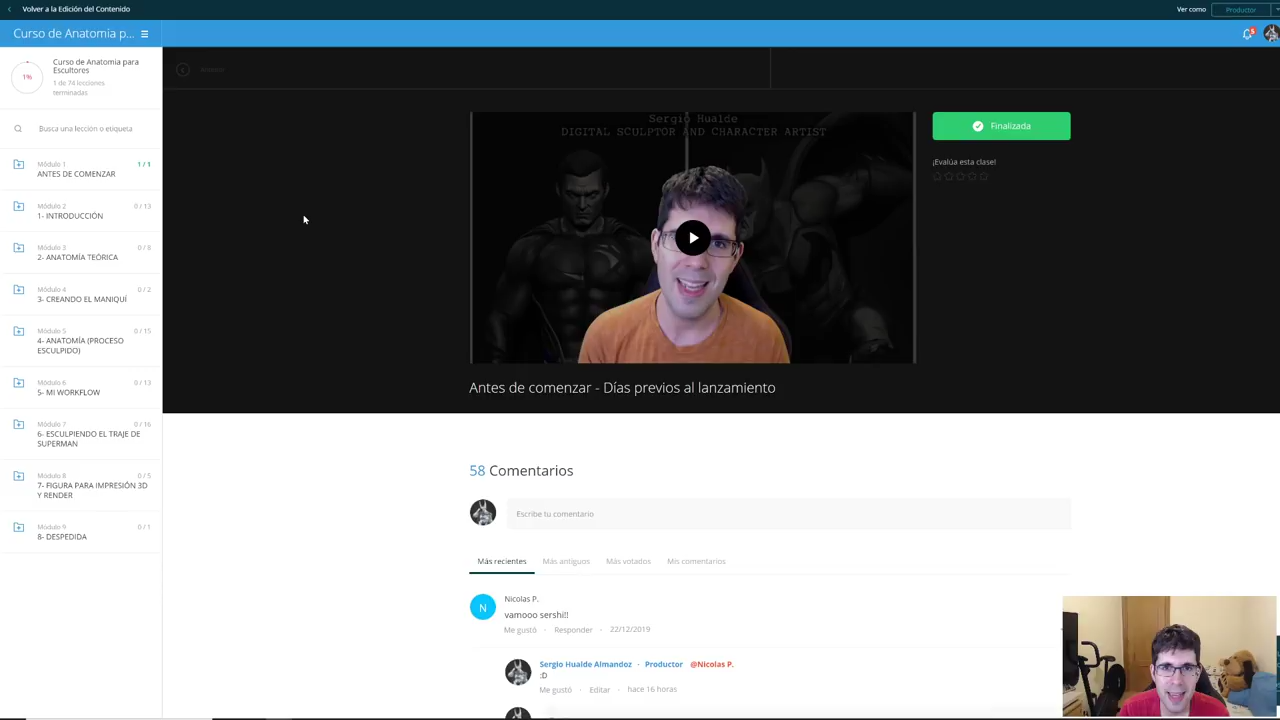 Volver a la Edición del Contenido
Ver como
Productor
Curso de Anatomía p...
5
1%
Curso de Anatomia para
Escultores
1 de 74 lecciones
terminadas
Busca una lección o etiqueta
Módulo 1
1 / 1
ANTES DE COMENZAR
Módulo 2
0 / 13
1- INTRODUCCIÓN
Módulo 3
0 / 8
2- ANATOMÍA TEÓRICA
Módulo 4
0 / 2
3- CREANDO EL MANIQUÍ
Módulo 5
0 / 15
4- ANATOMÍA (PROCESO
ESCULPIDO)
Módulo 6
0 / 13
5- MI WORKFLOW
Módulo 7
0 / 16
6- ESCULPIENDO EL TRAJE DE
SUPERMAN
Módulo 8
0 / 5
7- FIGURA PARA IMPRESIÓN 3D
Y RENDER
Módulo 9
0 / 1
8- DESPEDIDA
Sergio Hualde
DIGITAL SCULPTOR AND CHARACTER ARTIST
Finalizada
¡Evalúa esta clase!
Antes de comenzar - Días previos al lanzamiento
58 Comentarios
Escribe tu comentario
Más recientes
Más antiguos
Más votados
Mis comentarios
N
Nicolas P.
vamooo sershi!!
Me gustó · Responder · 22/12/2019
Sergio Hualde Almandoz · Productor @Nicolas P.
:D
Me gustó · Editar · hace 16 horas